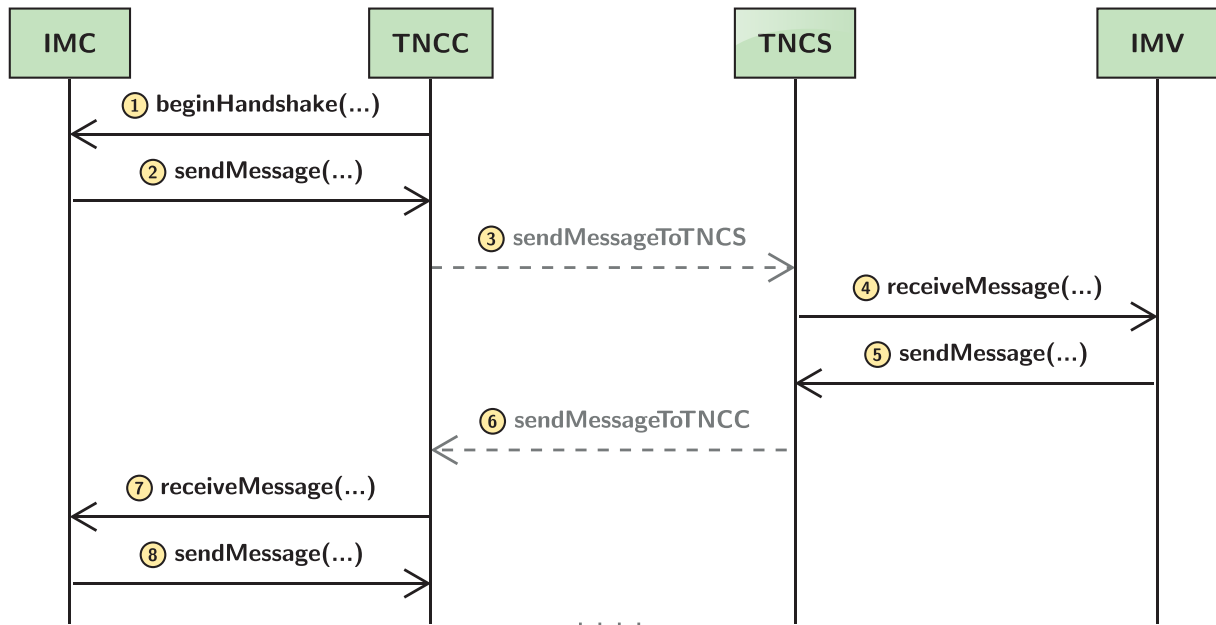 IMC
TNCC
TNCS
IMV
1 beginHandshake(...)
2 sendMessage(...)
3 sendMessageToTNCS
4 receiveMessage(...)
5 sendMessage(...)
6 sendMessageToTNCC
7 receiveMessage(...)
8 sendMessage(...)
....